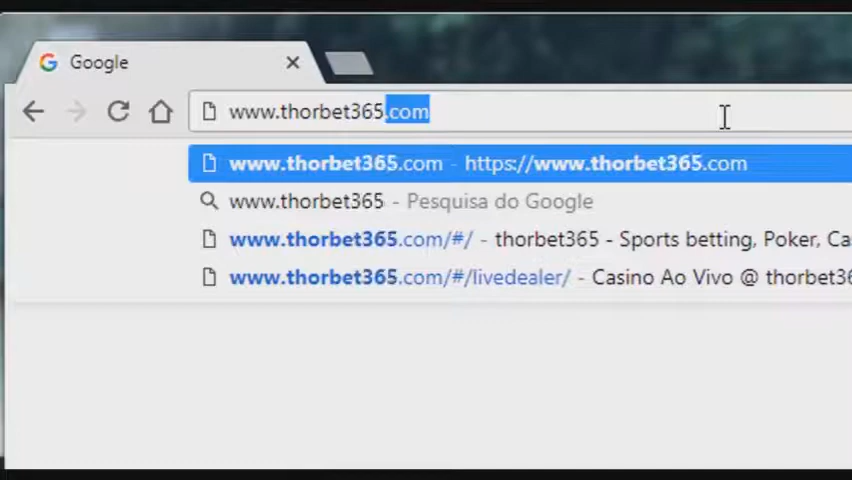 Google
www.thorbet365.com
www.thorbet365.com - https://www.thorbet365.com
www.thorbet365 - Pesquisa do Google
www.thorbet365.com/#/ - thorbet365 - Sports betting, Poker, Ca
www.thorbet365.com/#/livedealer/ - Casino Ao Vivo @ thorbet36